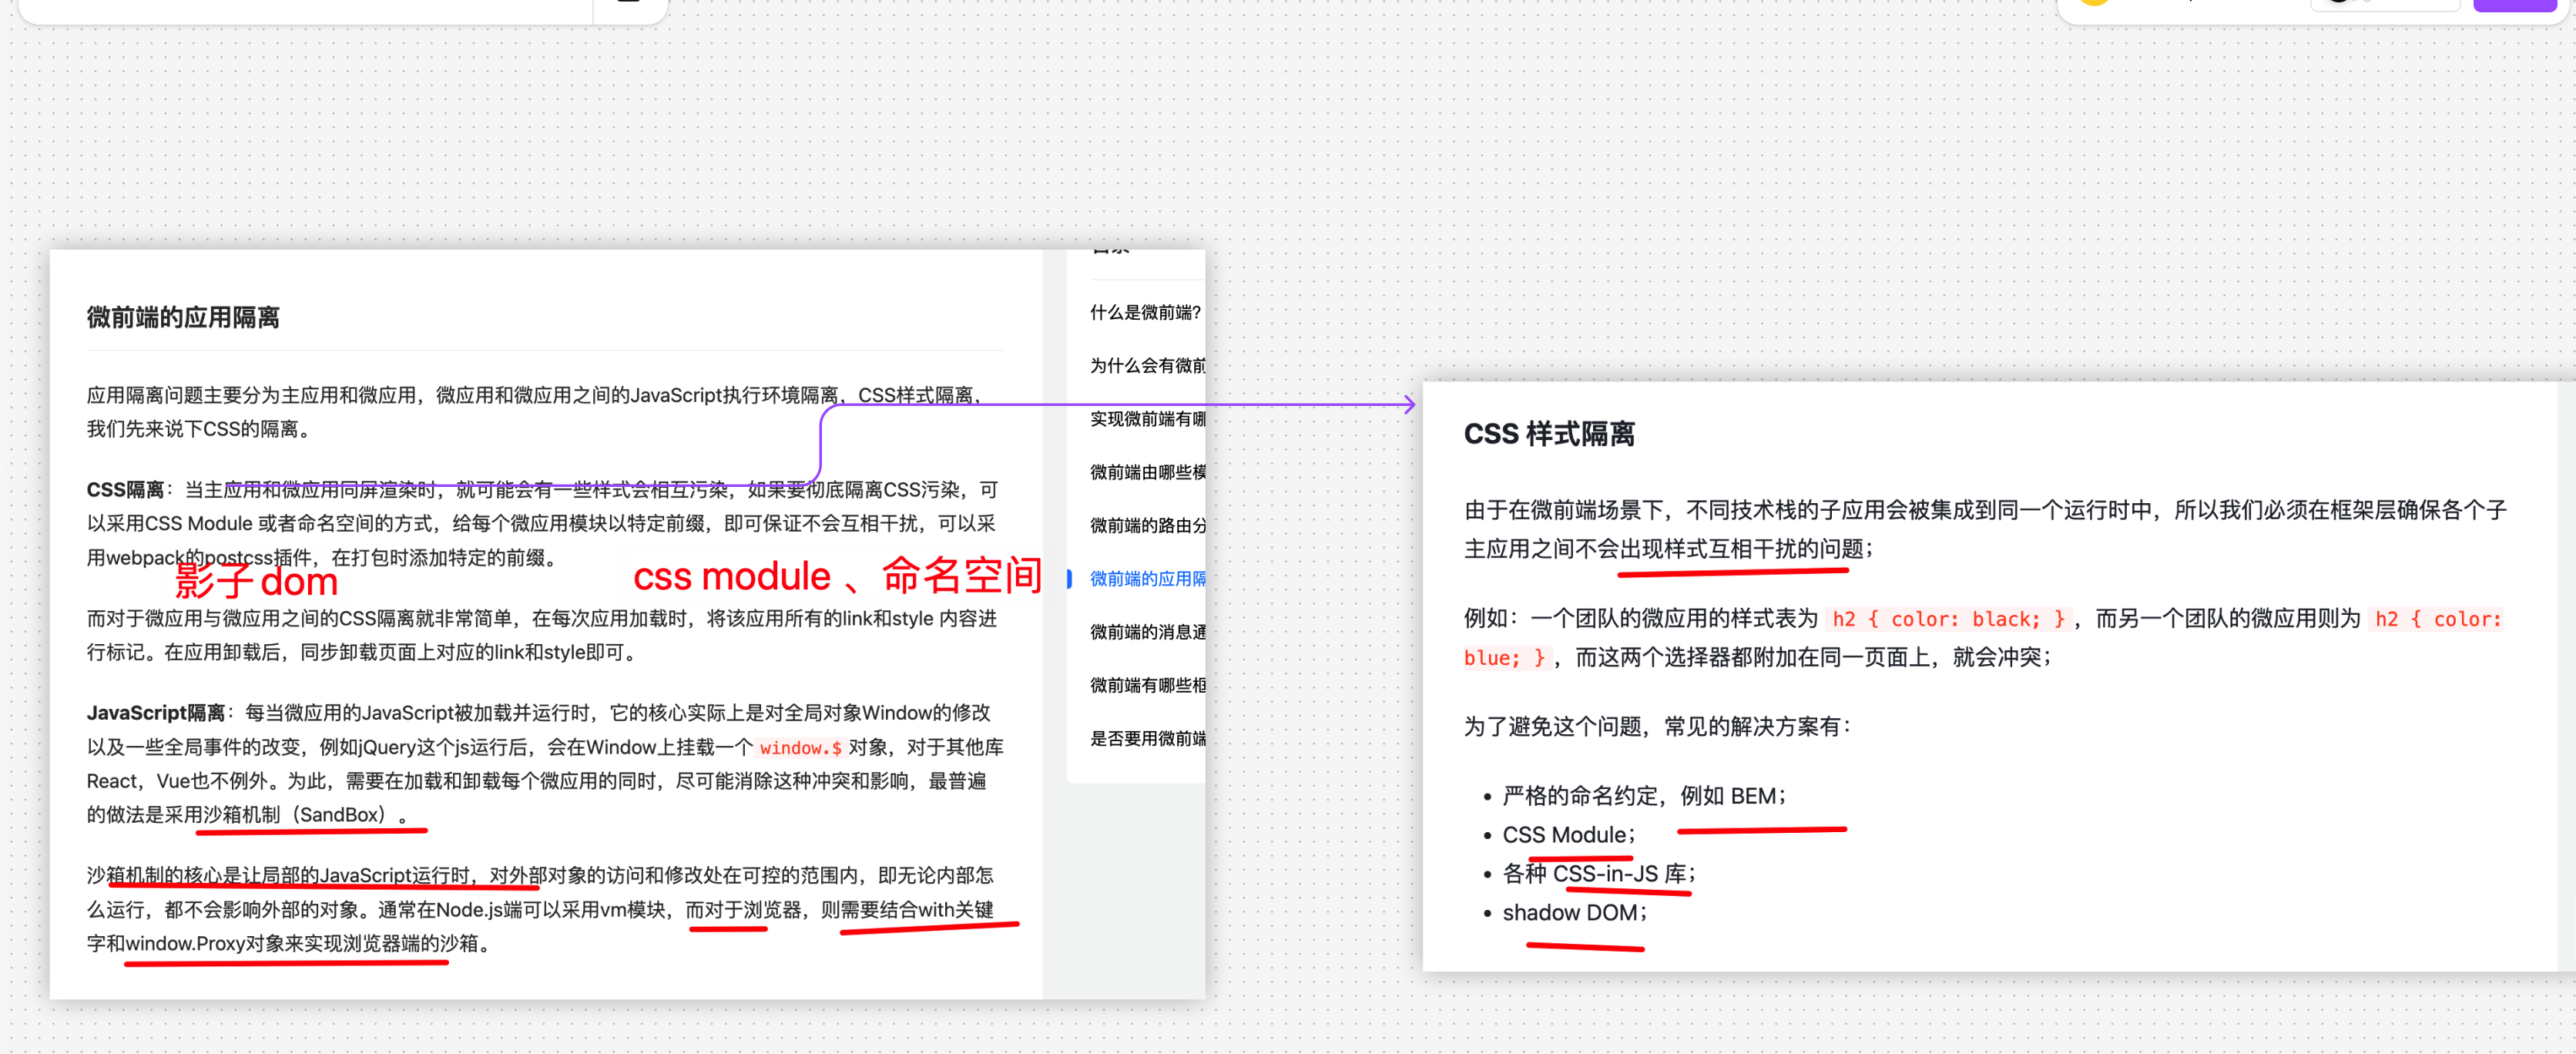 微前端的应用隔离
应用隔离问题主要分为主应用和微应用，微应用和微应用之间的JavaScript执行环境隔离，CSS样式隔离，
我们先来说下CSS的隔离。
CSS隔离：当主应用和微应用同屏渲染时，就可能会有一些样式会相互污染，如果要彻底隔离CSS污染，可
以采用CSS Module 或者命名空间的方式，给每个微应用模块以特定前缀，即可保证不会互相干扰，可以采
用webpack的postcss插件，在打包时添加特定的前缀。
影子dom
css module 、命名空间
而对于微应用与微应用之间的CSS隔离就非常简单，在每次应用加载时，将该应用所有的link和style 内容进
行标记。在应用卸载后，同步卸载页面上对应的link和style即可。
JavaScript隔离：每当微应用的JavaScript被加载并运行时，它的核心实际上是对全局对象Window的修改
以及一些全局事件的改变，例如jQuery这个js运行后，会在Window上挂载一个 window.$ 对象，对于其他库
React，Vue也不例外。为此，需要在加载和卸载每个微应用的同时，尽可能消除这种冲突和影响，最普遍
的做法是采用沙箱机制（SandBox）。
沙箱机制的核心是让局部的JavaScript运行时，对外部对象的访问和修改处在可控的范围内，即无论内部怎
么运行，都不会影响外部的对象。通常在Node.js端可以采用vm模块，而对于浏览器，则需要结合with关键
字和window.Proxy对象来实现浏览器端的沙箱。
什么是微前端?
为什么会有微前
实现微前端有哪
微前端由哪些模
微前端的路由分
微前端的应用隔
微前端的消息通
微前端有哪些框
是否要用微前端
CSS 样式隔离
由于在微前端场景下，不同技术栈的子应用会被集成到同一个运行时中，所以我们必须在框架层确保各个子
主应用之间不会出现样式互相干扰的问题；
例如：一个团队的微应用的样式表为 h2 { color: black; } ，而另一个团队的微应用则为 h2 { color:
blue; } ，而这两个选择器都附加在同一页面上，就会冲突；
为了避免这个问题，常见的解决方案有：
• 严格的命名约定，例如 BEM；
• CSS Module；
• 各种 CSS-in-JS 库；
• shadow DOM；